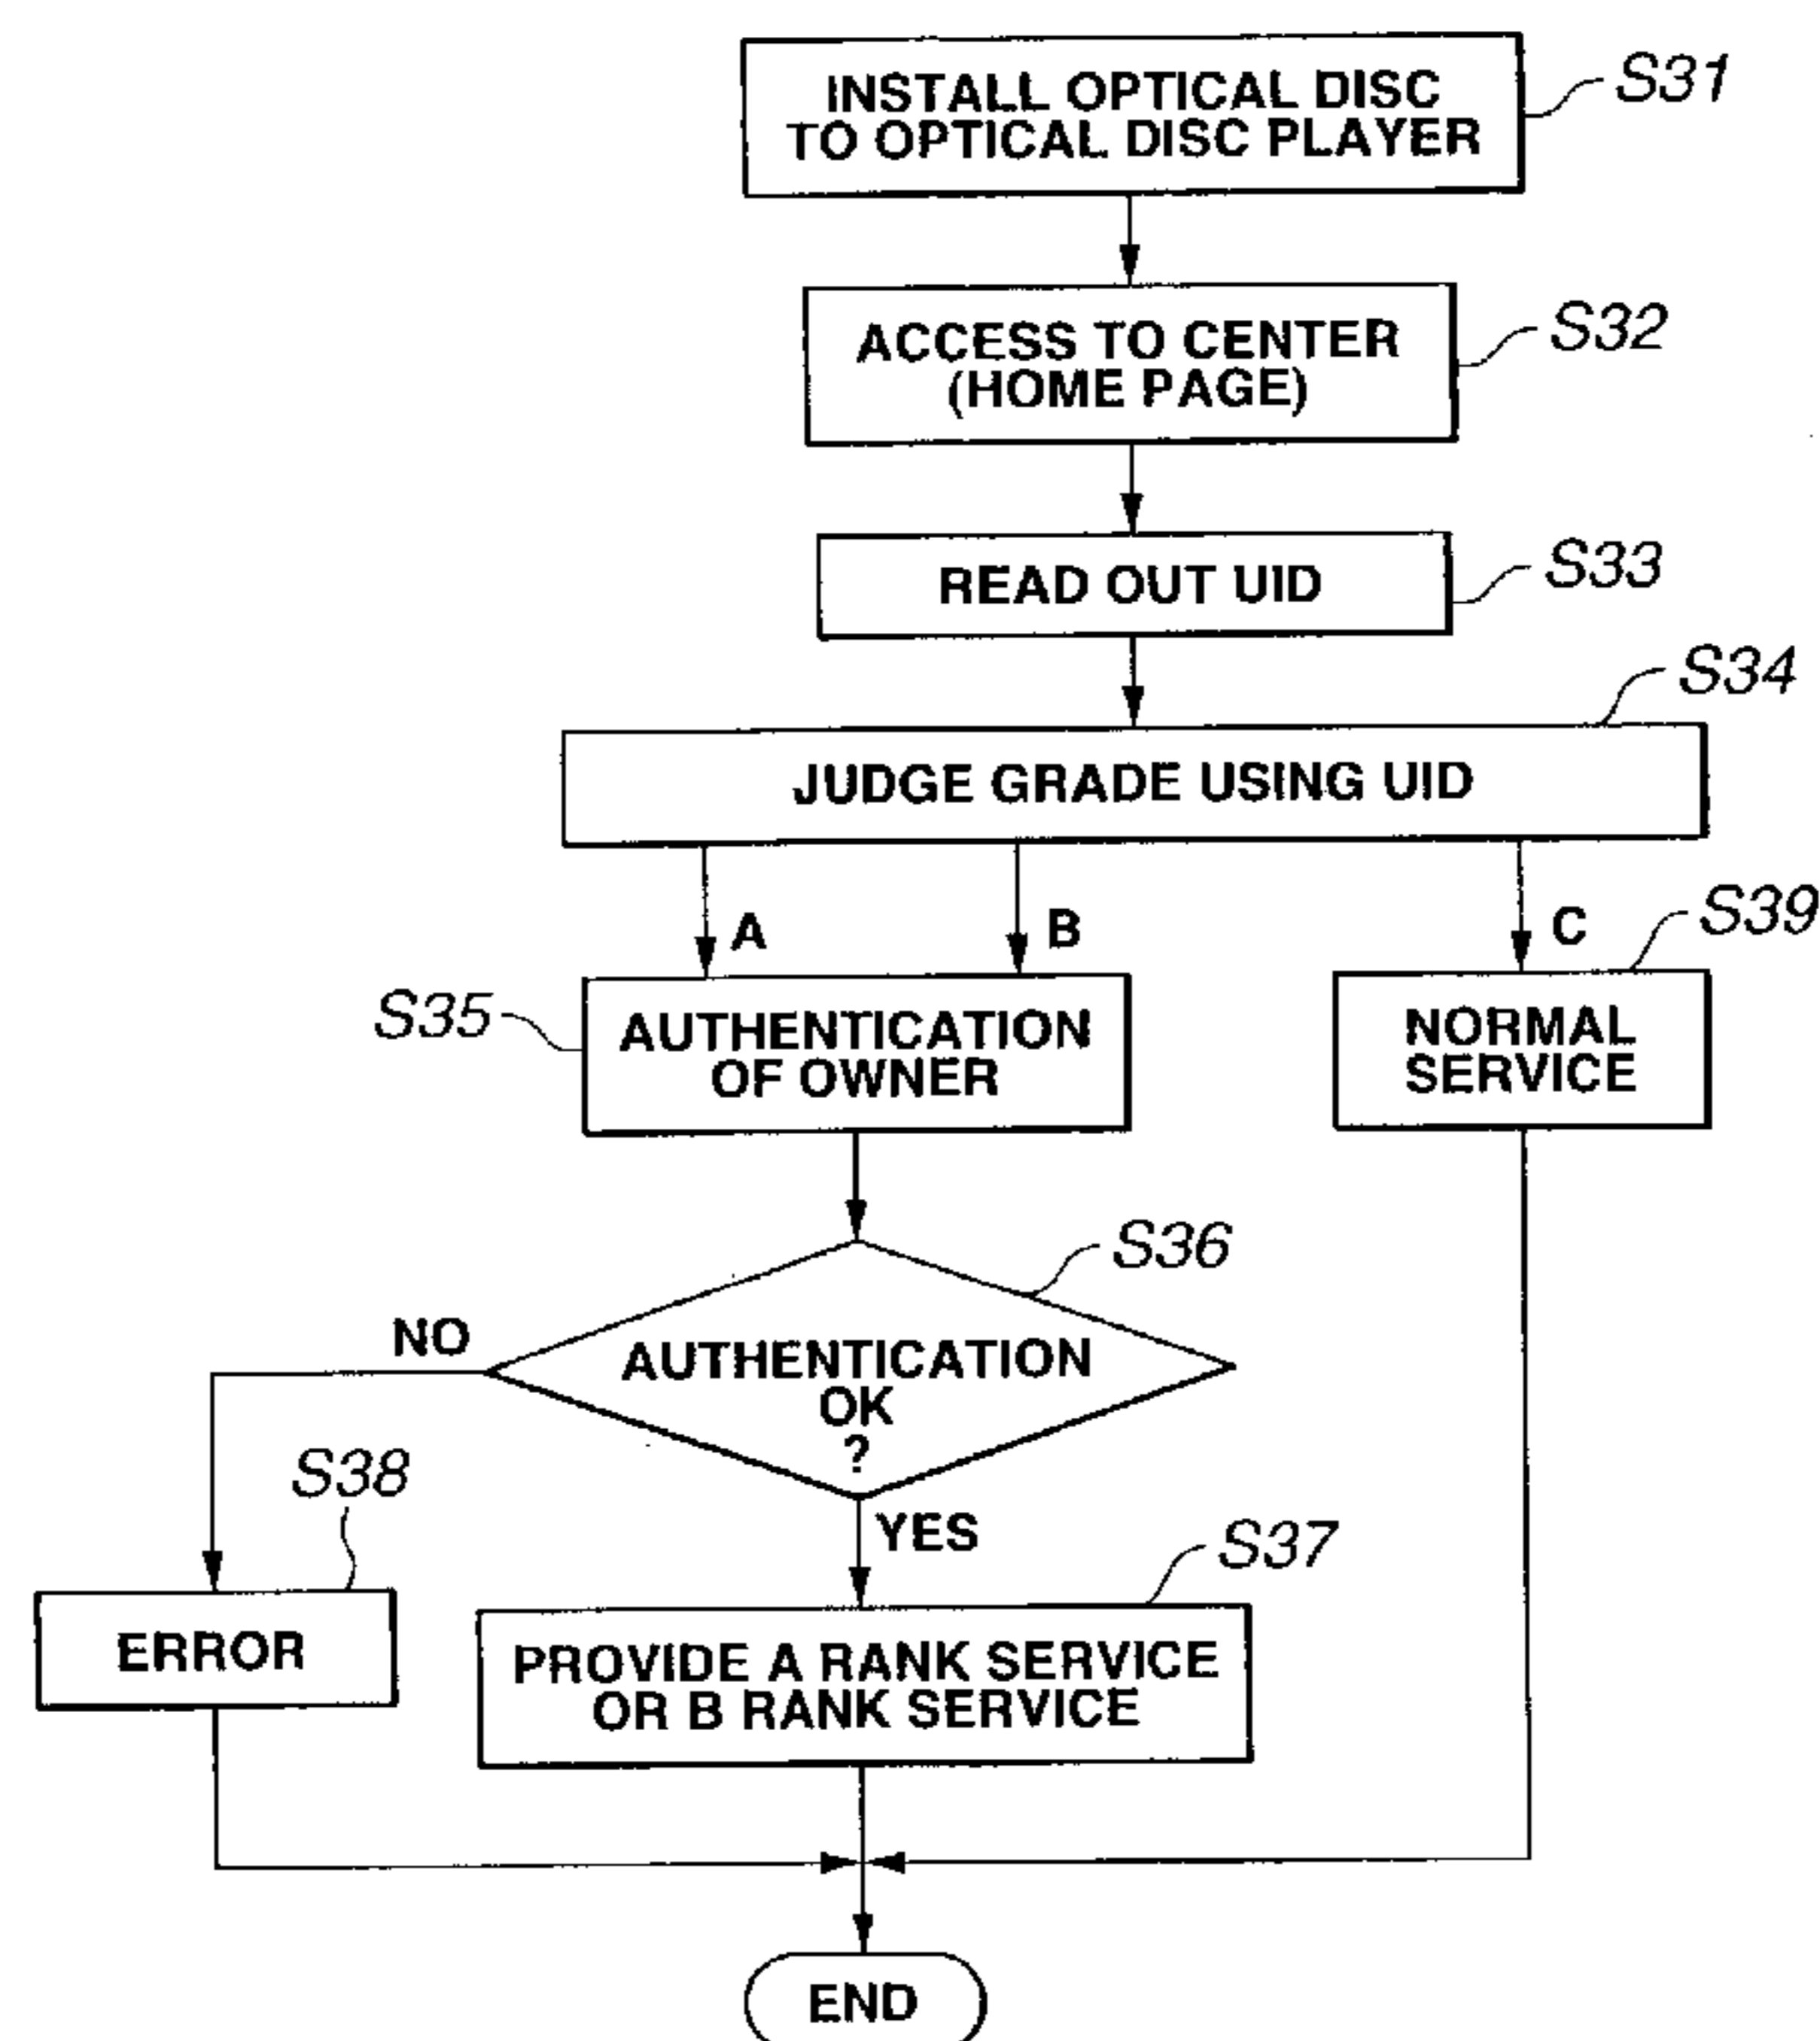 INSTALL OPTICAL DISC
TO OPTICAL DISC PLAYER
S31
ACCESS TO CENTER
(HOME PAGE)
S32
READ OUT UID
S33
S34
JUDGE GRADE USING UID
A
B
C
S39
S35
AUTHENTICATION
OF OWNER
NORMAL
SERVICE
S36
NO
AUTHENTICATION
OK
?
S38
YES
S37
ERROR
PROVIDE A RANK SERVICE
OR B RANK SERVICE
END